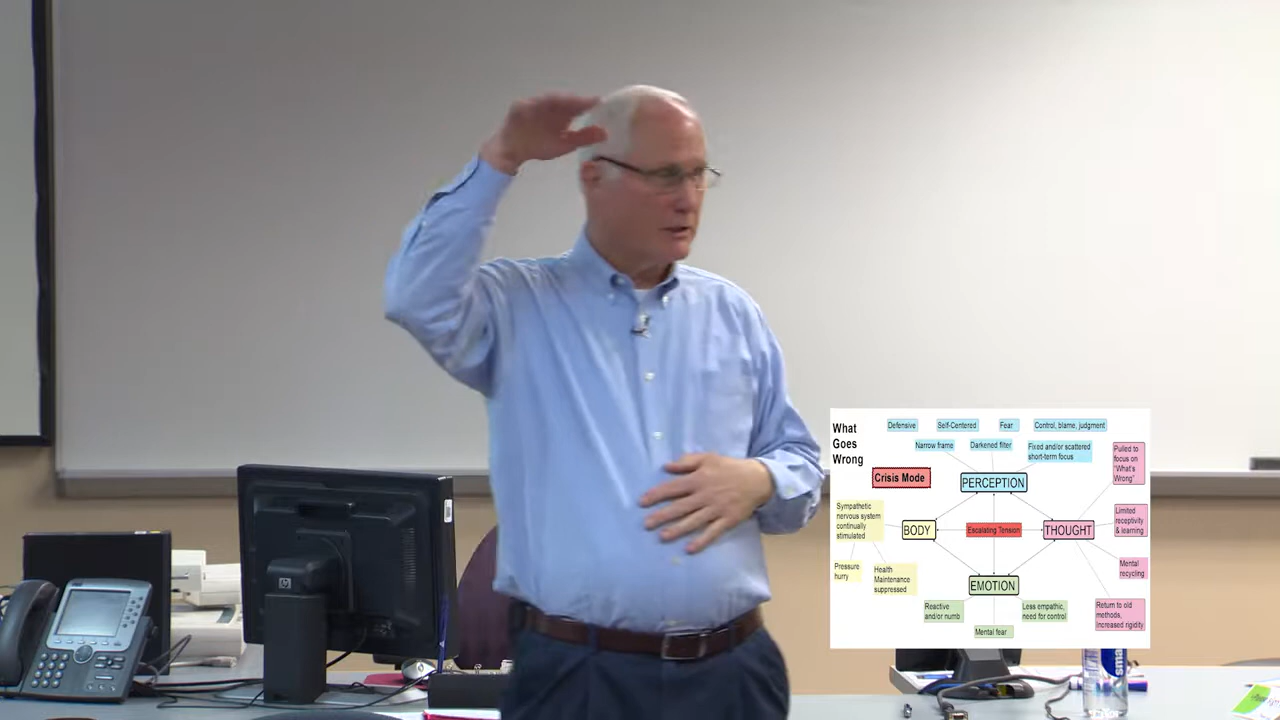 What
Goes
Wrong
Defensive
Self-Centered
Fear
Control, blame, judgment
Narrow frame
Darkened filter
Fixed and/or scattered
short-term focus
Pulled to
focus on
"What's
Wrong"
Crisis Mode
PERCEPTION
Sympathetic
nervous system
continually
stimulated
BODY
Escalating Tension
THOUGHT
Limited
receptivity
& learning
Pressure
hurry
Health
Maintenance
suppressed
EMOTION
Mental
recycling
Reactive
and/or numb
Less empathic,
need for control
Mental fear
Return to old
methods,
Increased rigidity
hp
sma